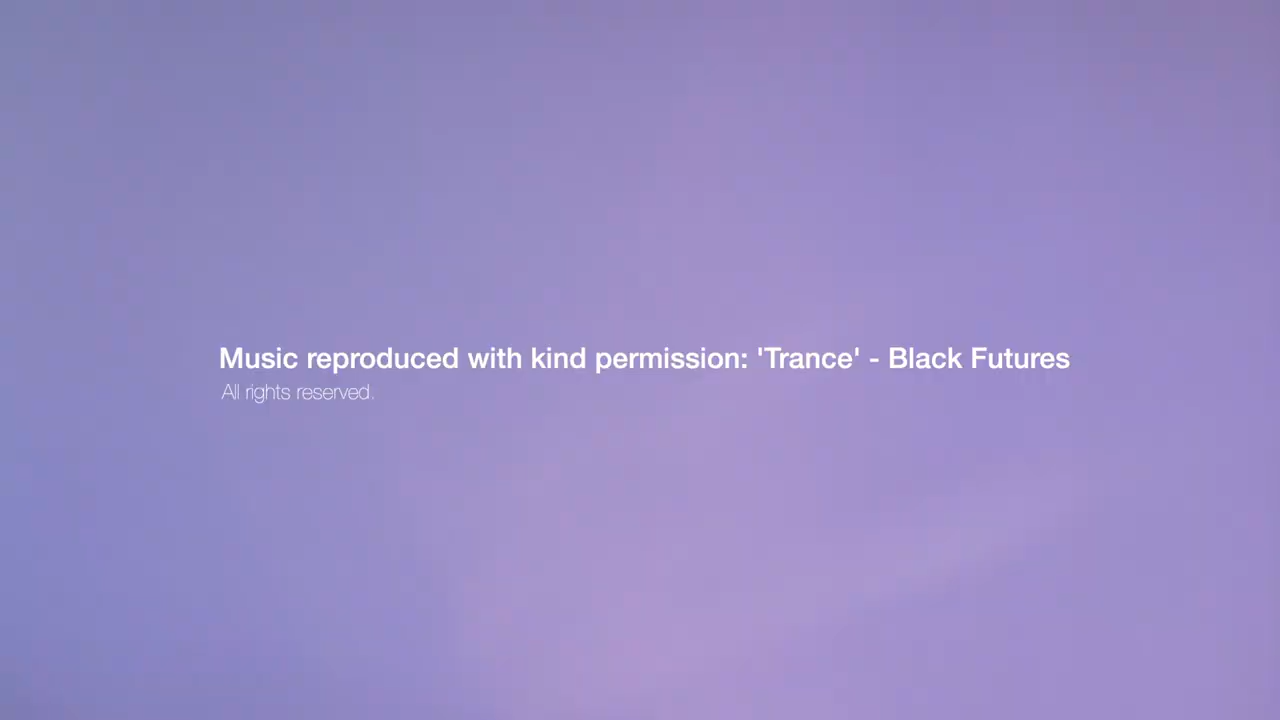 Music reproduced with kind permission: 'Trance' - Black Futures
All rights reserved.